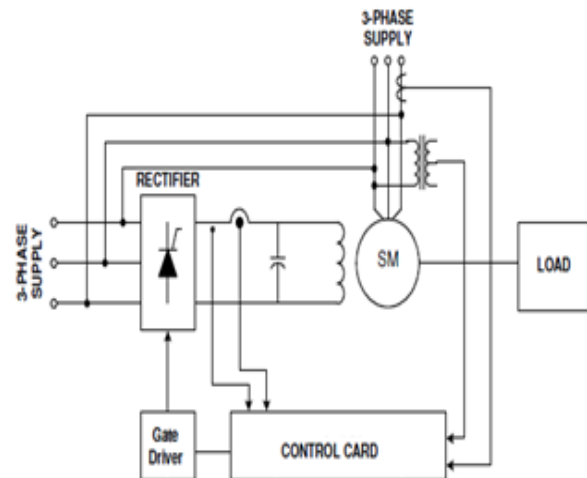 3-PHASE
SUPPLY
RECTIFIER
3-PHASE
SUPPLY
SM
LOAD
Gate
Driver
CONTROL CARD